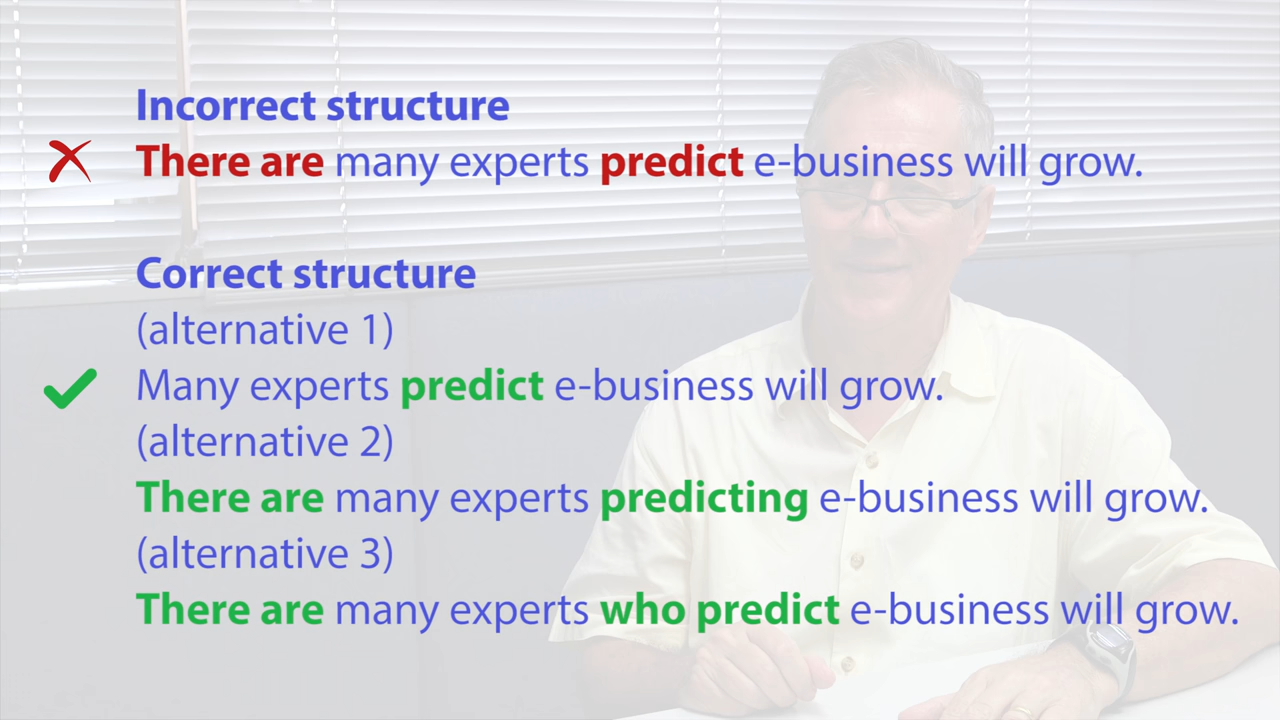 Incorrect structure
There are many experts predict e-business will grow.
Correct structure
(alternative 1)
Many experts predict e-business will grow.
(alternative 2)
There are many experts predicting e-business will grow.
(alternative 3)
There are many experts who predict e-business will grow.